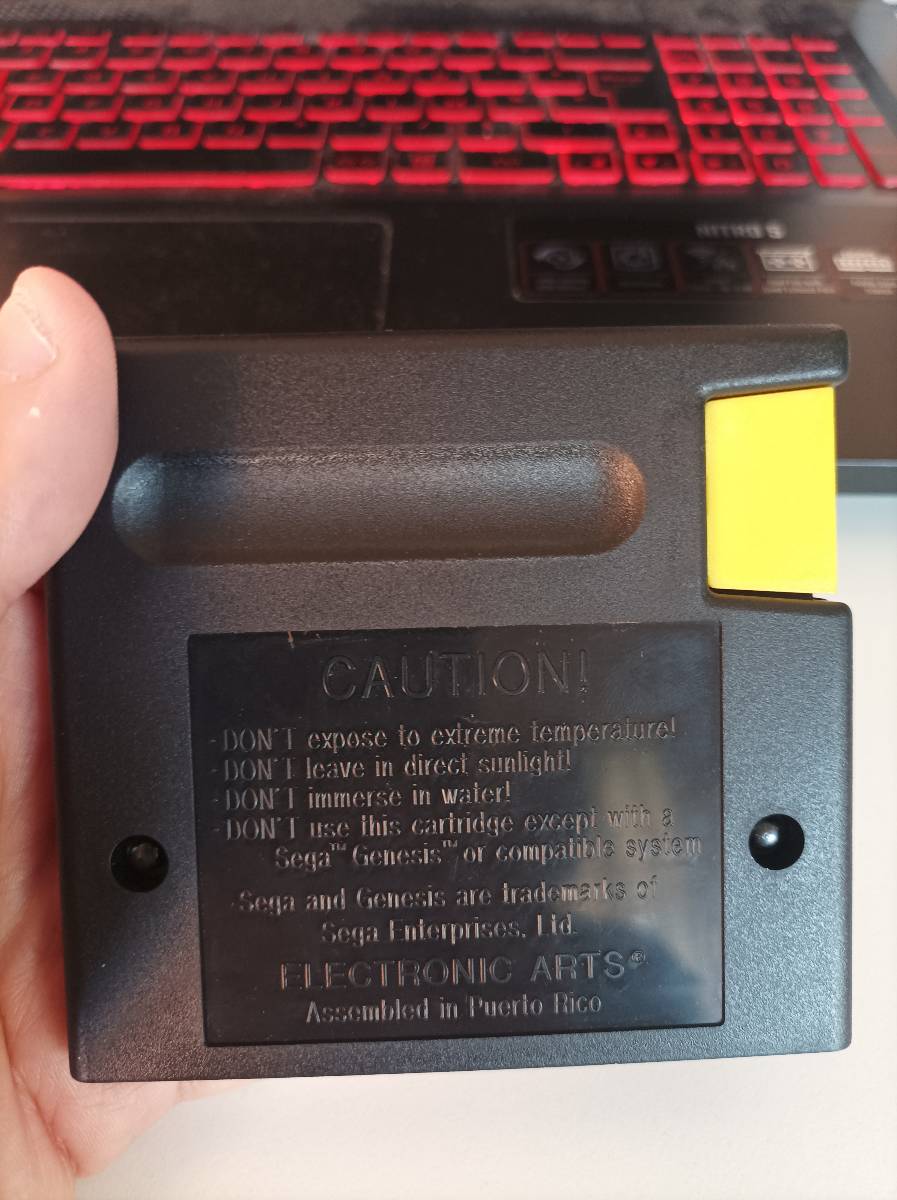 NITRO 5
CAUTION!
-DON'T expose to extreme temperature!
-DON'T leave in direct sunlight!
-DON'T immerse in water!
-DON'T use this cartridge except with a
Sega™ Genesis™ or compatible system
Sega and Genesis are trademarks of
Sega Enterprises, Ltd.
ELECTRONIC ARTS®
Assembled in Puerto Rico